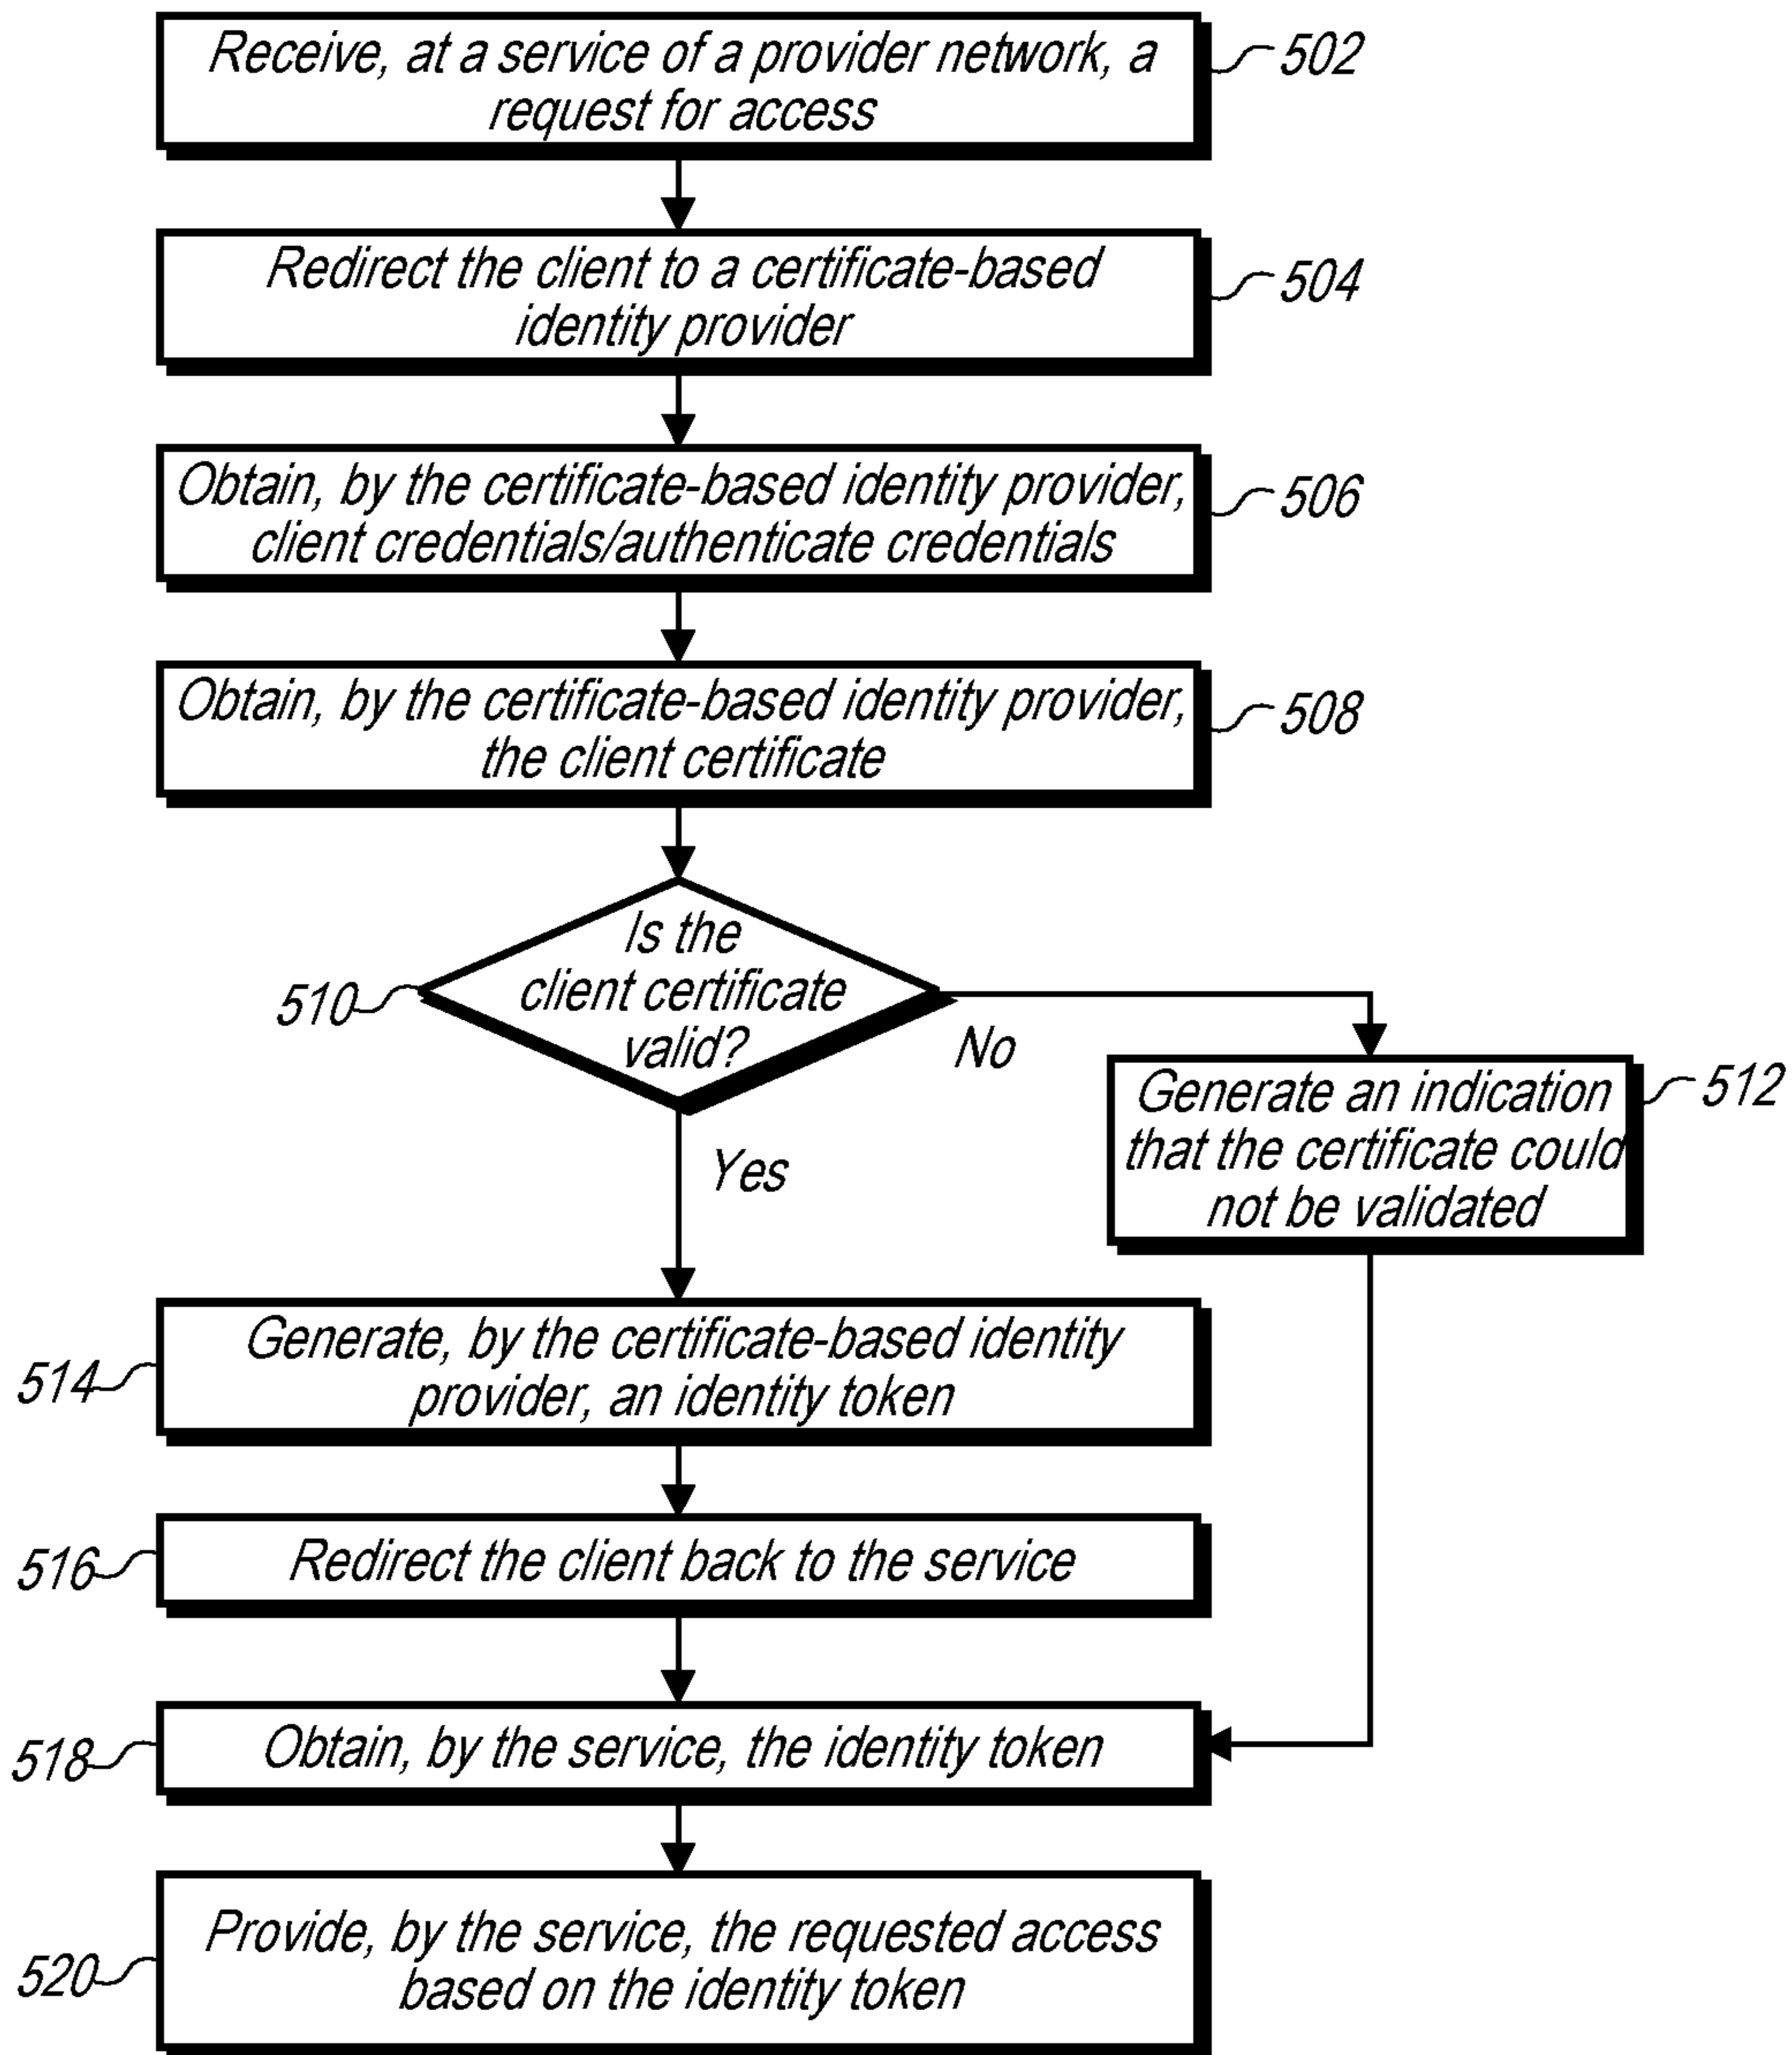 Receive, at a service of a provider network, a
request for access
502
Redirect the client to a certificate-based
identity provider
504
Obtain, by the certificate-based identity provider,
client credentials/authenticate credentials
506
Obtain, by the certificate-based identity provider,
the client certificate
508
Is the
client certificate
valid?
510
No
Generate an indication
that the certificate could
not be validated
512
Yes
Generate, by the certificate-based identity
provider, an identity token
514
Redirect the client back to the service
516
Obtain, by the service, the identity token
518
Provide, by the service, the requested access
based on the identity token
520